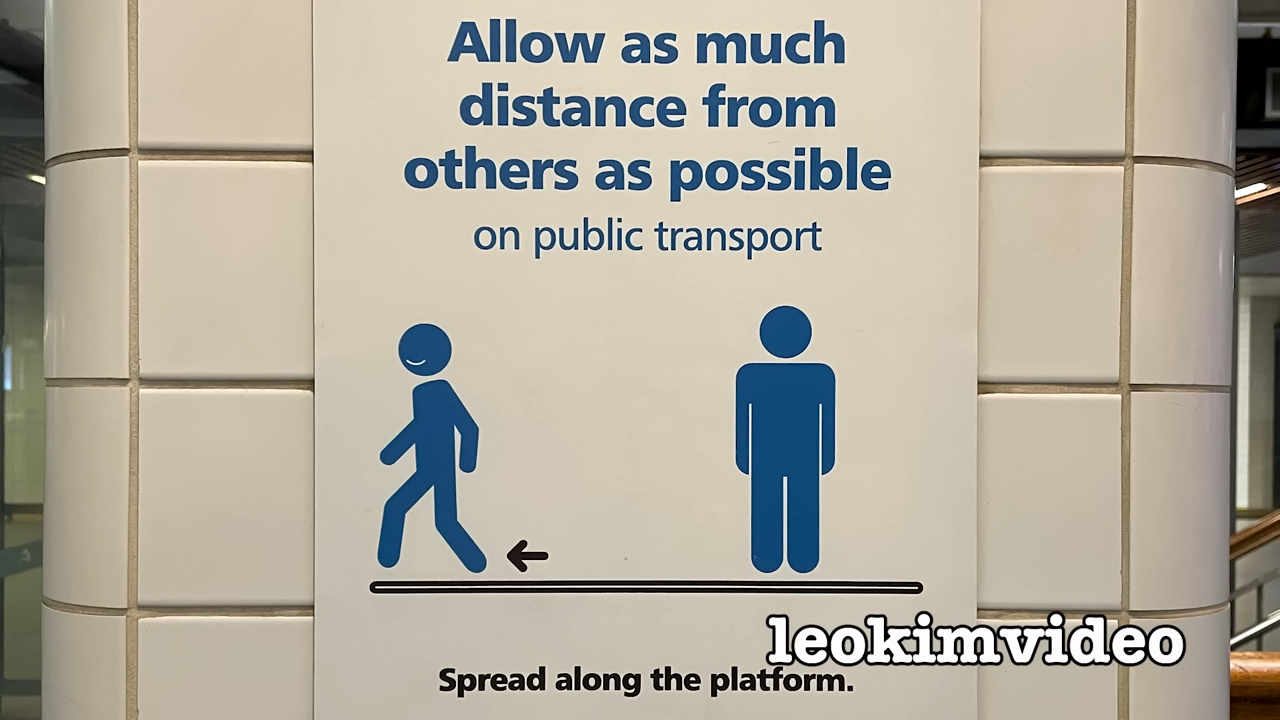 Allow as much
distance from
others as possible
on public transport
leokimvideo
Spread along the platform.